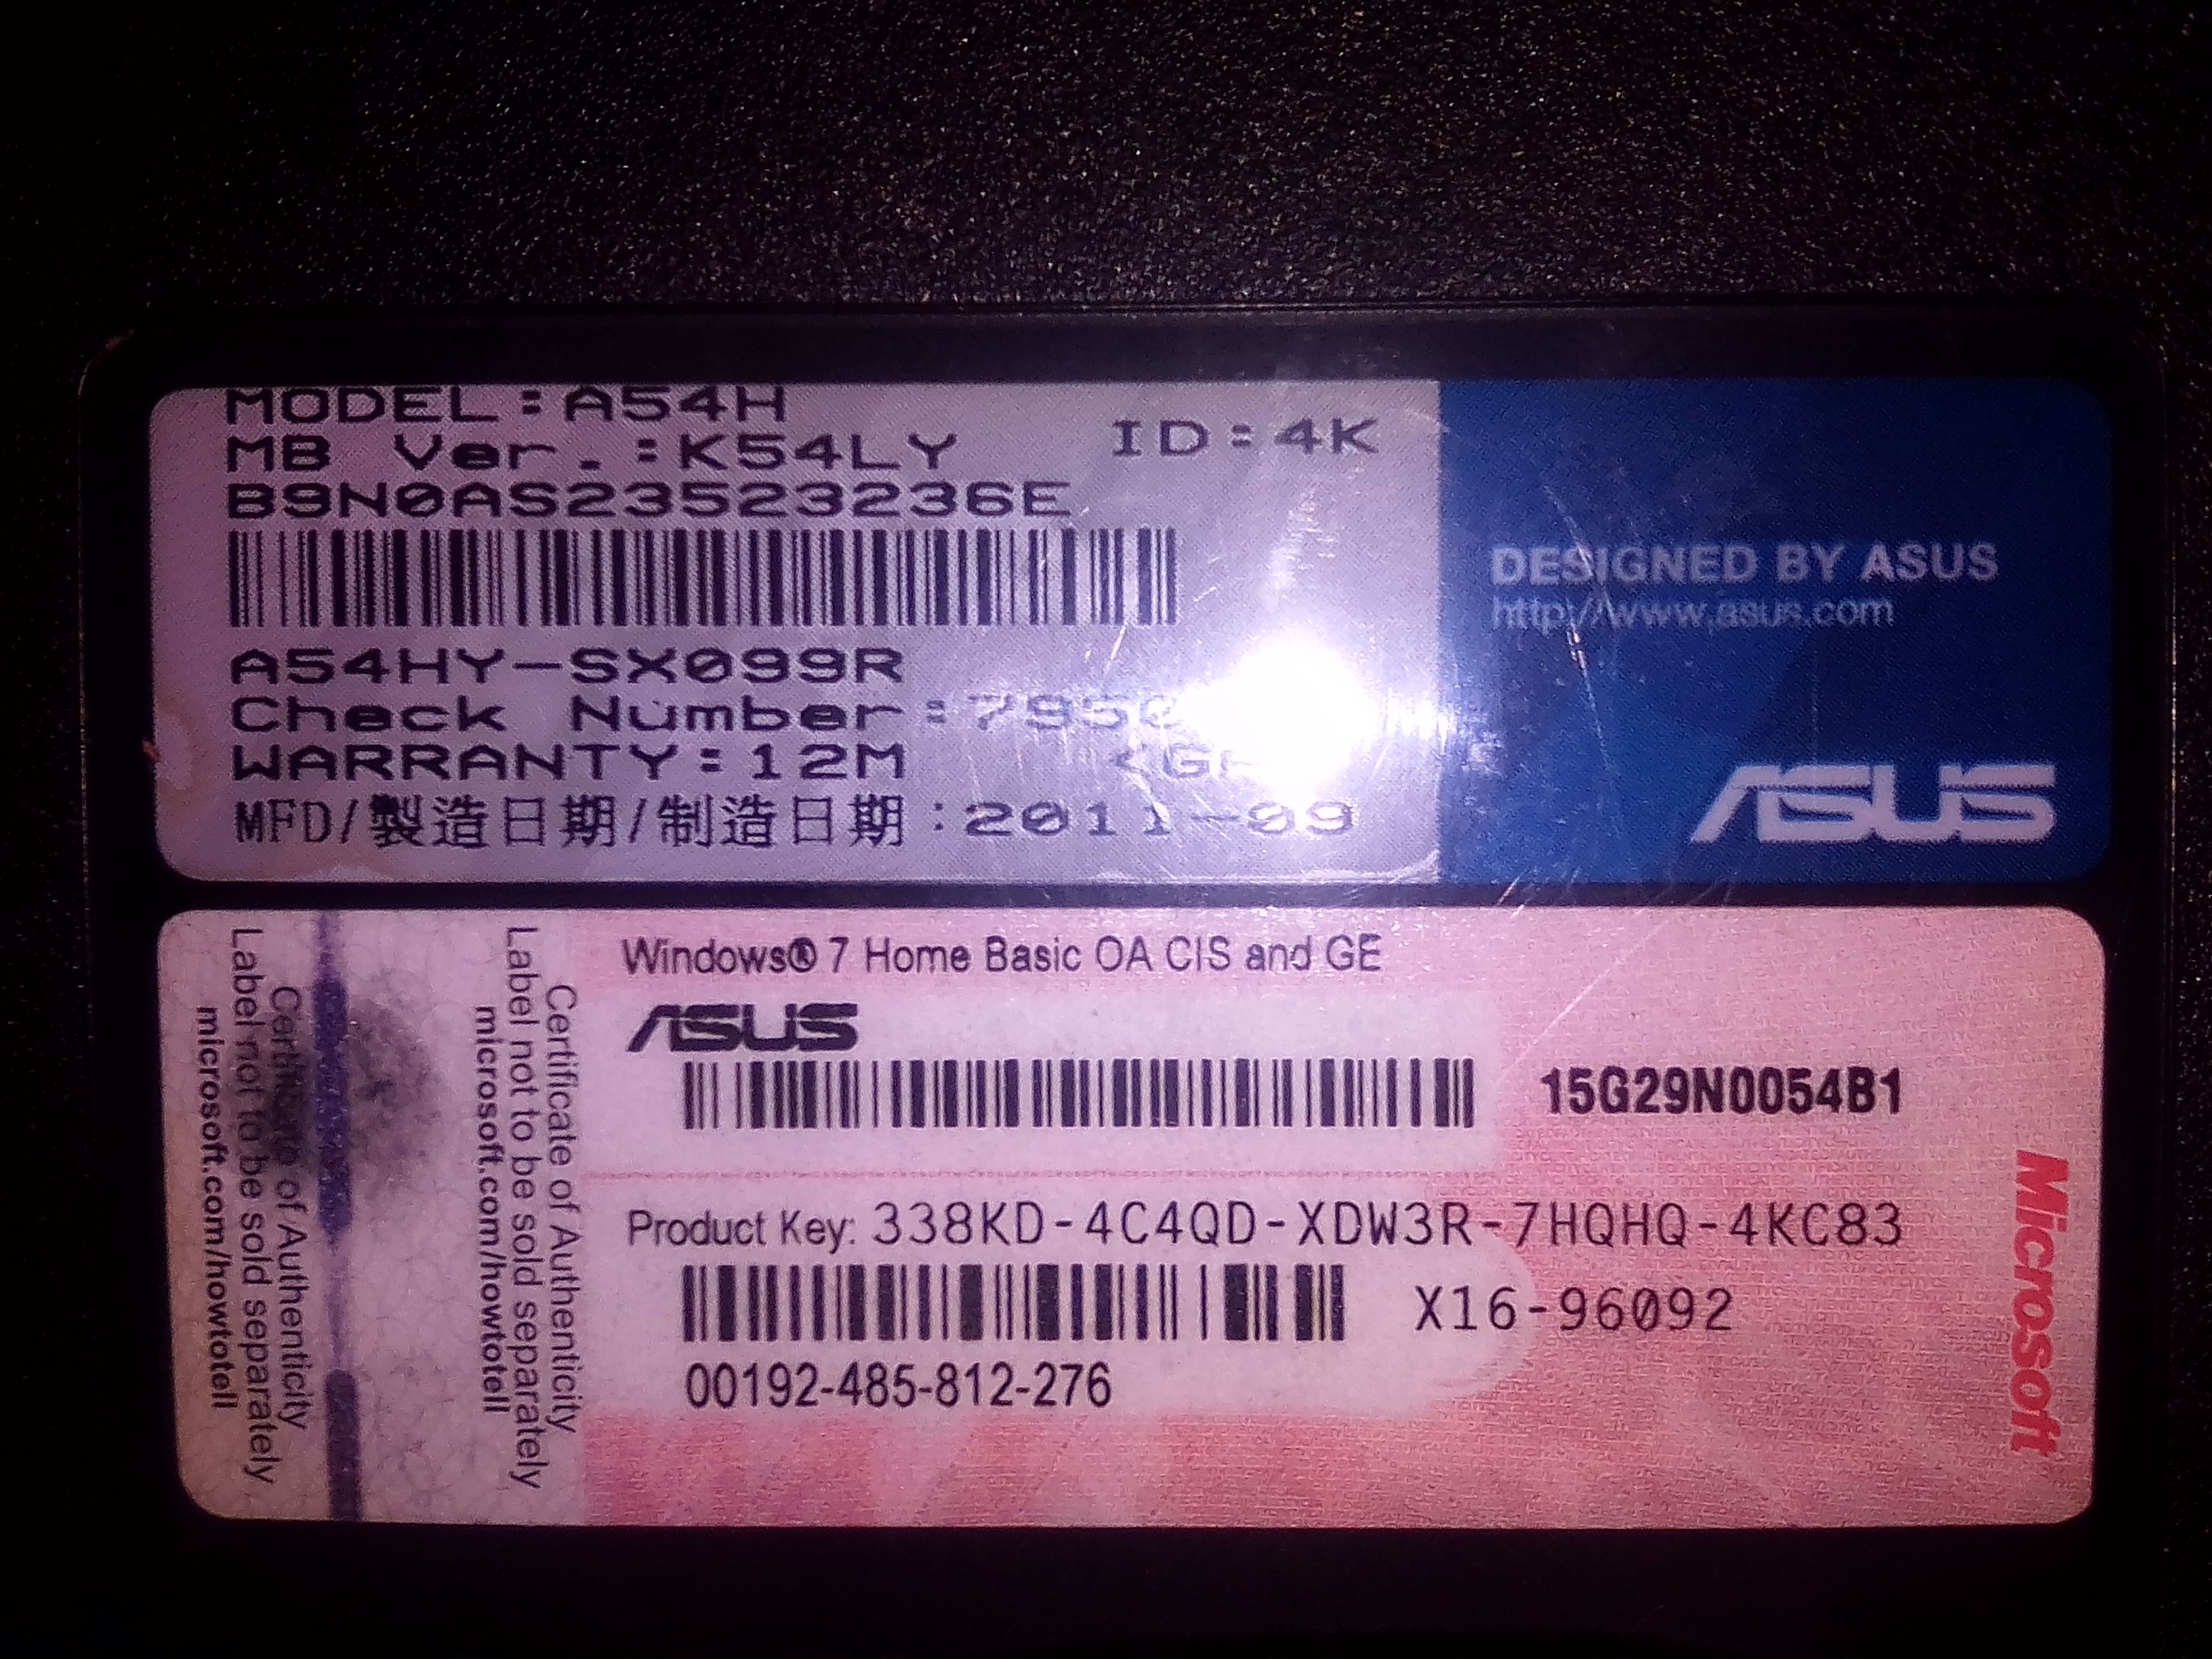 MODEL:A54H
MB Ver.:K54LY ID:4K
B9N0AS23523236E
A54HY-SX099R
Check Number:
WARRANTY:12M
MFD/製造日期/制造日期:2011-09
DESIGNED BY ASUS
http://www.asus.com
ASUS
Windows® 7 Home Basic OA CIS and GE
ASUS
15G29N0054B1
Product Key: 338KD-4C4QD-XDW3R-7HQHQ-4KC83
X16-96092
00192-485-812-276
Microsoft
Certificate of Authenticity
Label not to be sold separately
microsoft.com/howtotell
Certificate of Authenticity
Label not to be sold separately
microsoft.com/howtotell